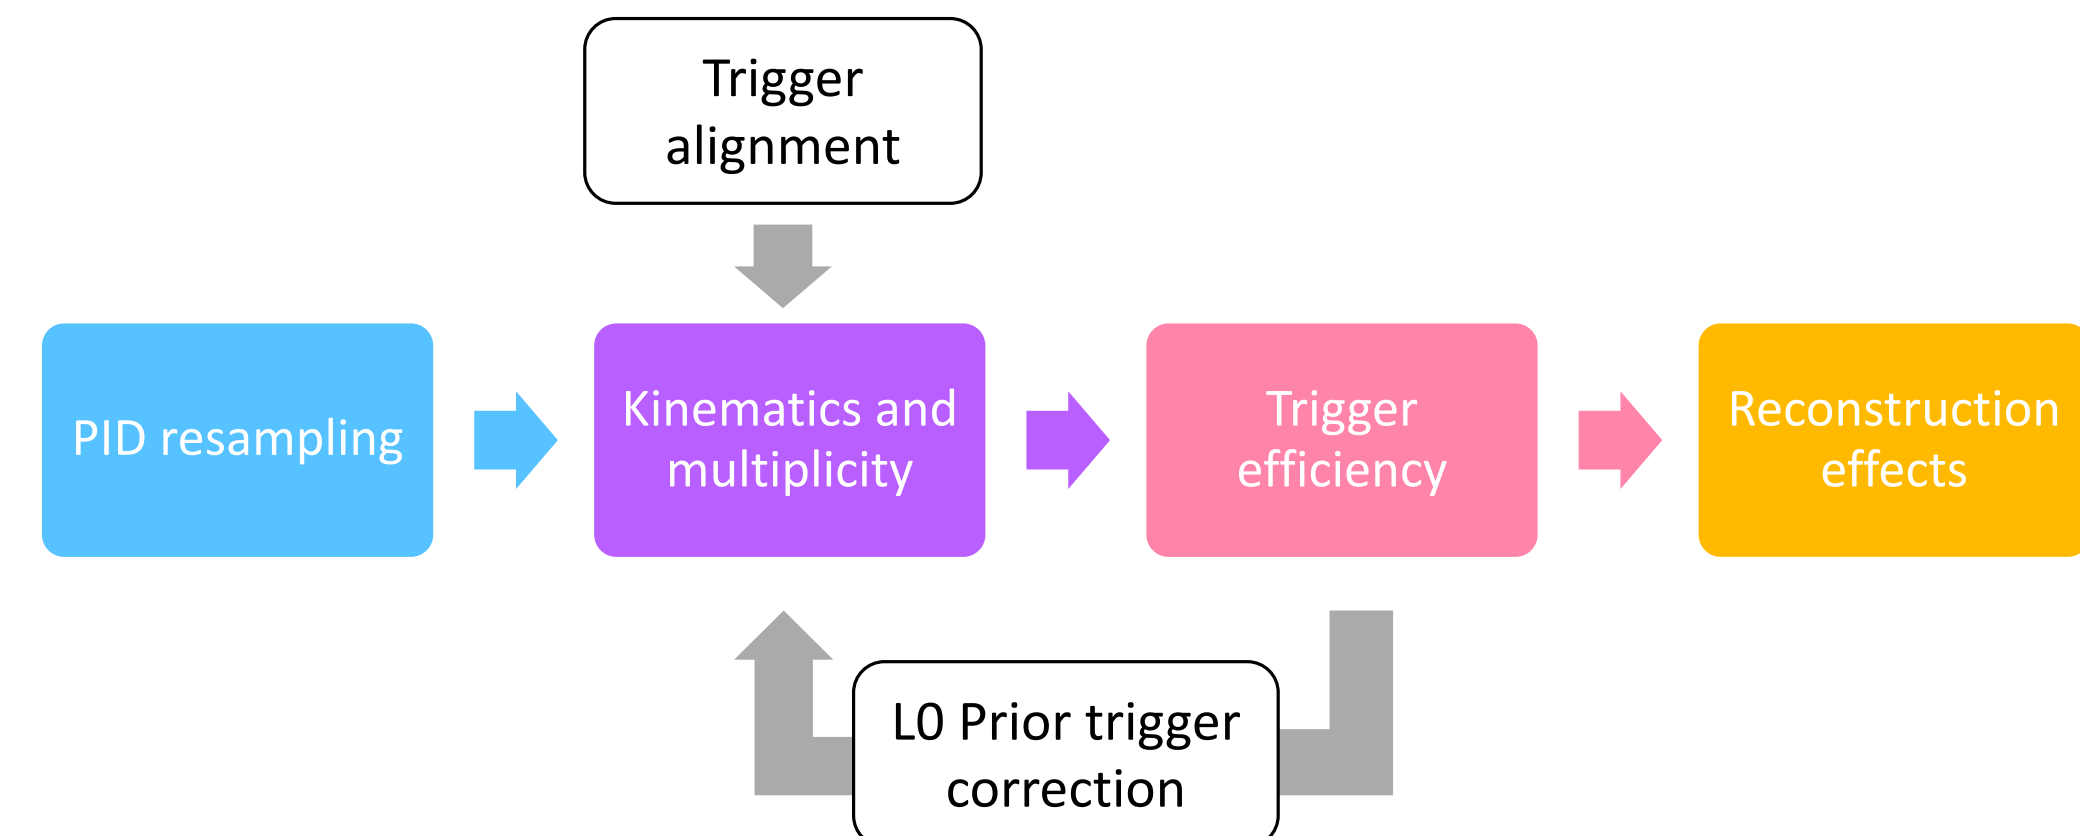 Trigger
alignment
PID resampling
Kinematics and
multiplicity
Trigger
efficiency
Reconstruction
effects
L0 Prior trigger
correction